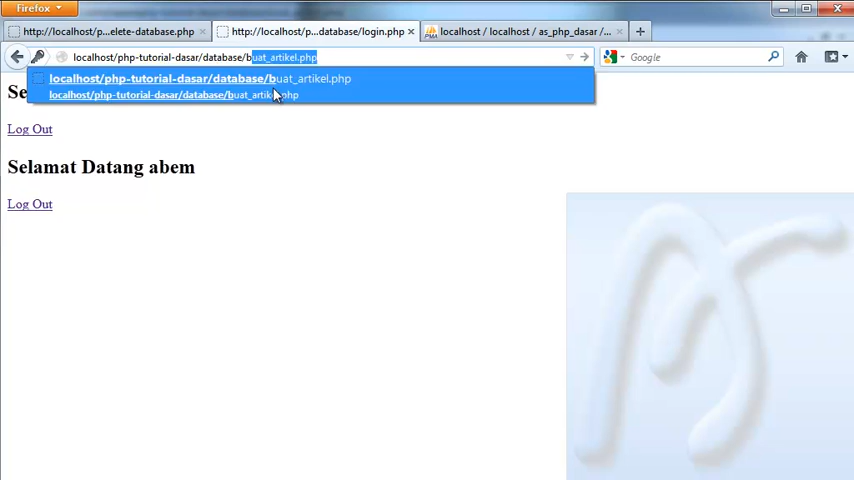 Firefox
http://localhost/p...elete-database.php
http://localhost/p...database/login.php
localhost / localhost / as_php_dasar /...
localhost/php-tutorial-dasar/database/buat_artikel.php
Google
localhost/php-tutorial-dasar/database/buat_artikel.php
localhost/php-tutorial-dasar/database/buat_artikel.php
Se
Log Out
Selamat Datang abem
Log Out